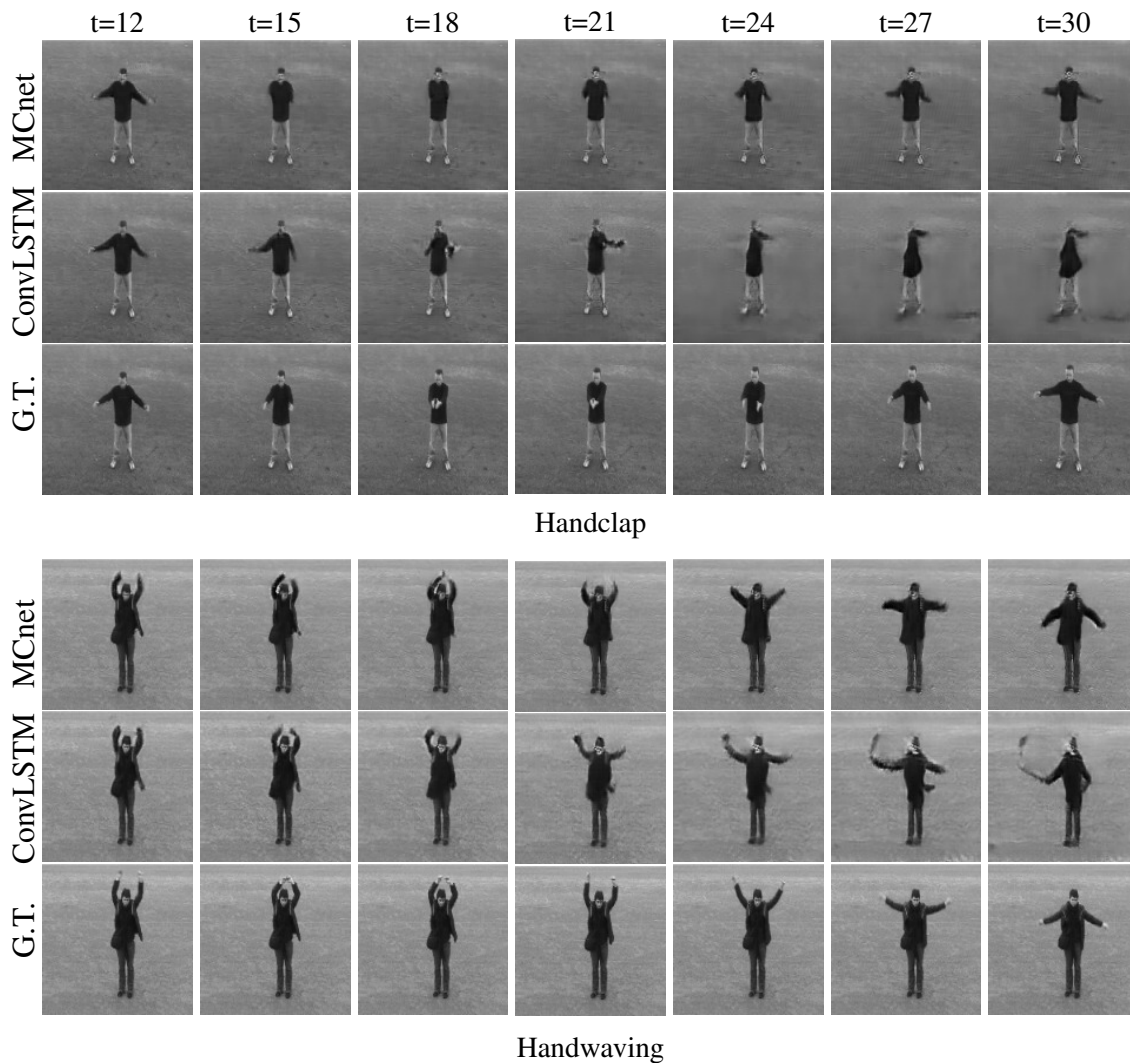 t=12 t=15 t=18 t=21 t=24 t=27 t=30
MCnet
ConvLSTM
G.T.
Handclap
MCnet
ConvLSTM
G.T.
Handwaving